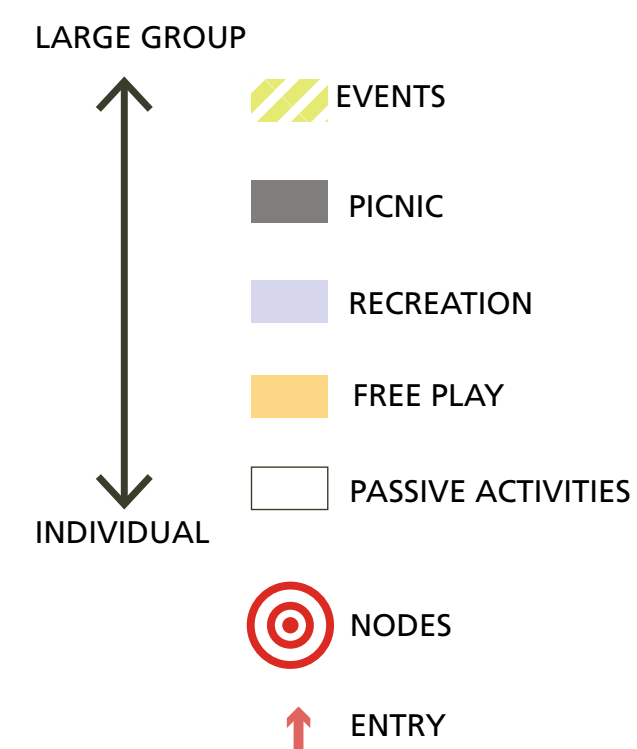 LARGE GROUP
EVENTS
PICNIC
RECREATION
FREE PLAY
PASSIVE ACTIVITIES
INDIVIDUAL
NODES
ENTRY